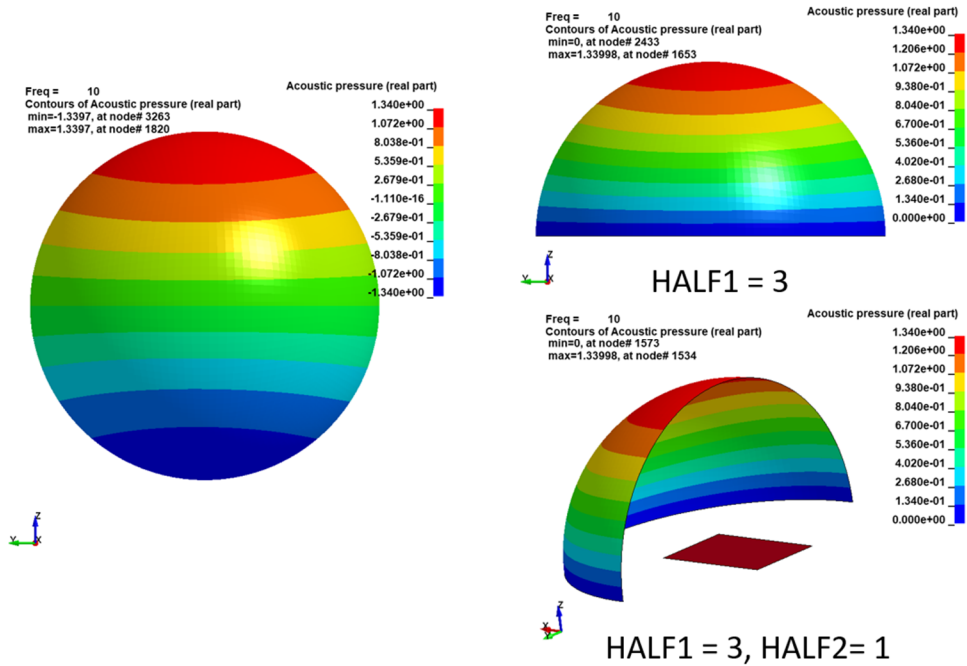 Freq = 10
Contours of Acoustic pressure (real part)
min=-1.3397, at node# 3263
max=1.3397, at node# 1820
Acoustic pressure (real part)
1.340e+00
1.072e+00
8.038e-01
5.359e-01
2.679e-01
-1.110e-16
-2.679e-01
-5.359e-01
-8.038e-01
-1.072e+00
-1.340e+00
Z
Y
X
Freq = 10
Contours of Acoustic pressure (real part)
min=0, at node# 2433
max=1.33998, at node# 1653
Acoustic pressure (real part)
1.340e+00
1.206e+00
1.072e+00
9.380e-01
8.040e-01
6.700e-01
5.360e-01
4.020e-01
2.680e-01
1.340e-01
0.000e+00
Z
Y
X
HALF1 = 3
Freq = 10
Contours of Acoustic pressure (real part)
min=0, at node# 1573
max=1.33998, at node# 1534
Acoustic pressure (real part)
1.340e+00
1.206e+00
1.072e+00
9.380e-01
8.040e-01
6.700e-01
5.360e-01
4.020e-01
2.680e-01
1.340e-01
0.000e+00
Z
X
Y
HALF1 = 3, HALF2= 1